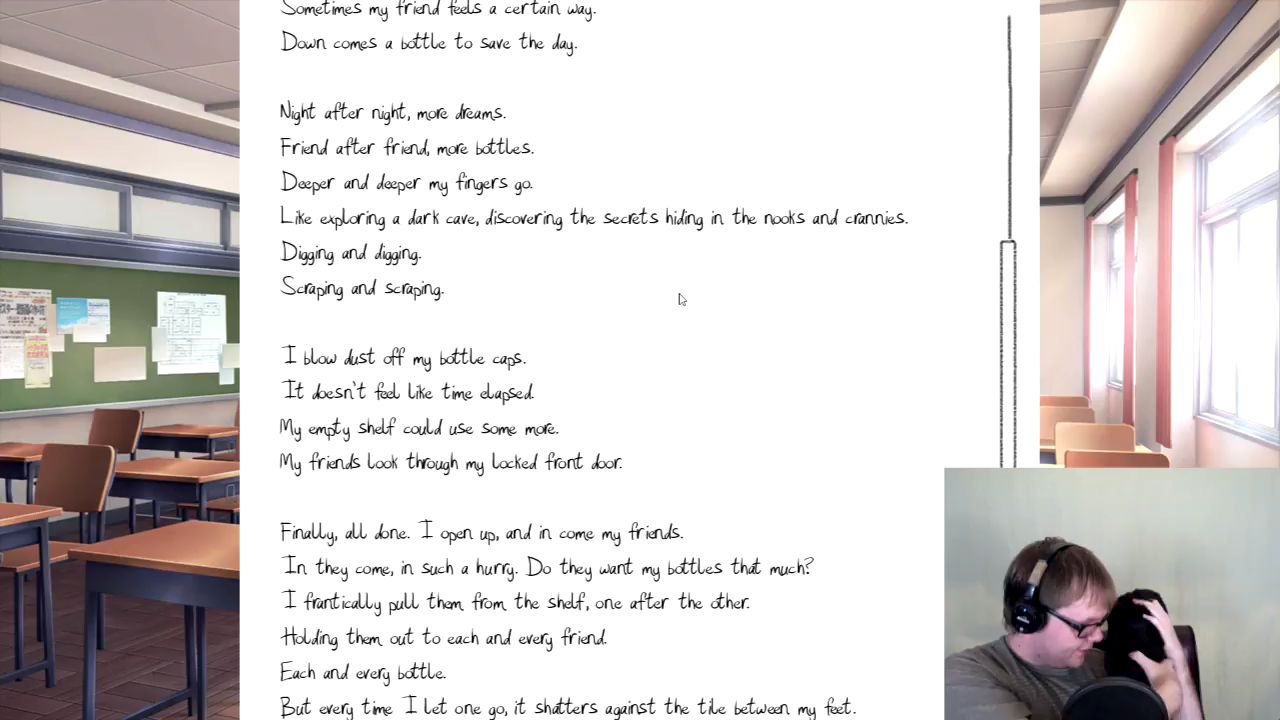 Sometimes my friend feels a certain way.
Down comes a bottle to save the day.
Night after night, more dreams.
Friend after friend, more bottles.
Deeper and deeper my fingers go.
Like exploring a dark cave, discovering the secrets hiding in the nooks and crannies.
Digging and digging.
Scraping and scraping.
I blow dust off my bottle caps.
It doesn't feel like time elapsed.
My empty shelf could use some more.
My friends look through my locked front door.
Finally, all done. I open up, and in come my friends.
In they come, in such a hurry. Do they want my bottles that much?
I frantically pull them from the shelf, one after the other.
Holding them out to each and every friend.
Each and every bottle.
But every time I let one go, it shatters against the tile between my feet.